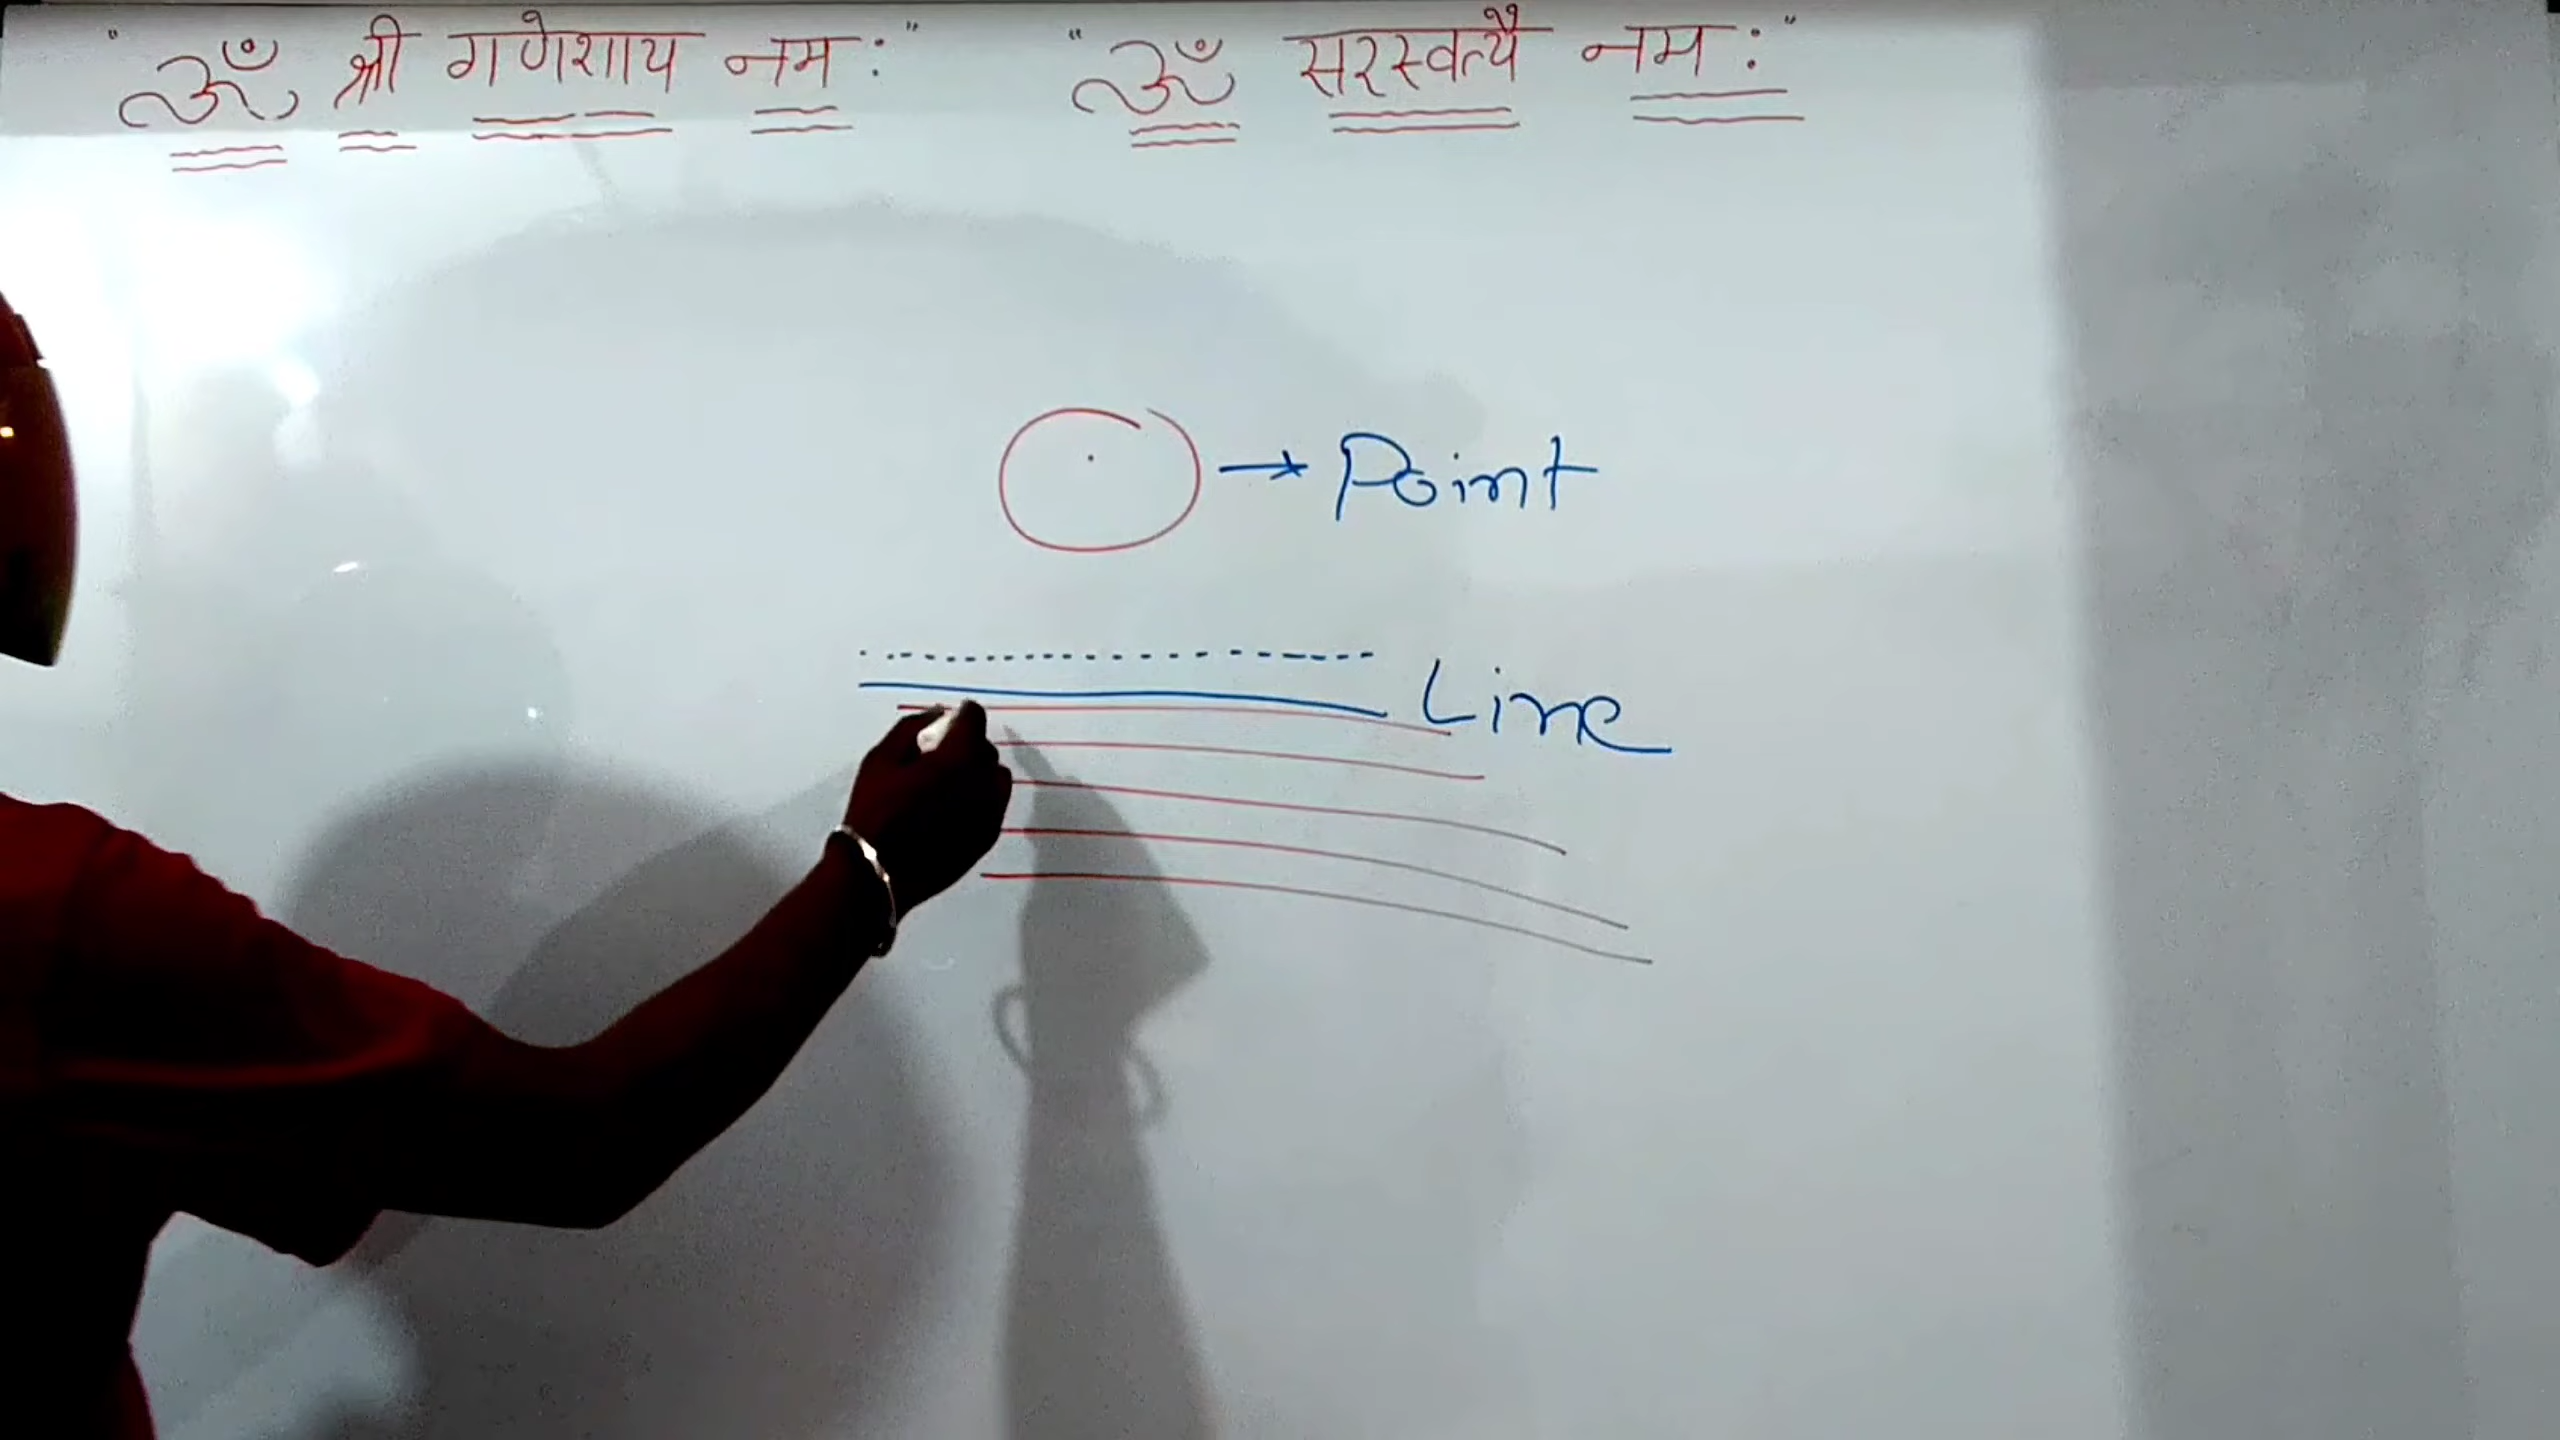 "ॐ श्री गणेशाय नमः" "ॐ सरस्वत्यै नमः"
→ Point
Line